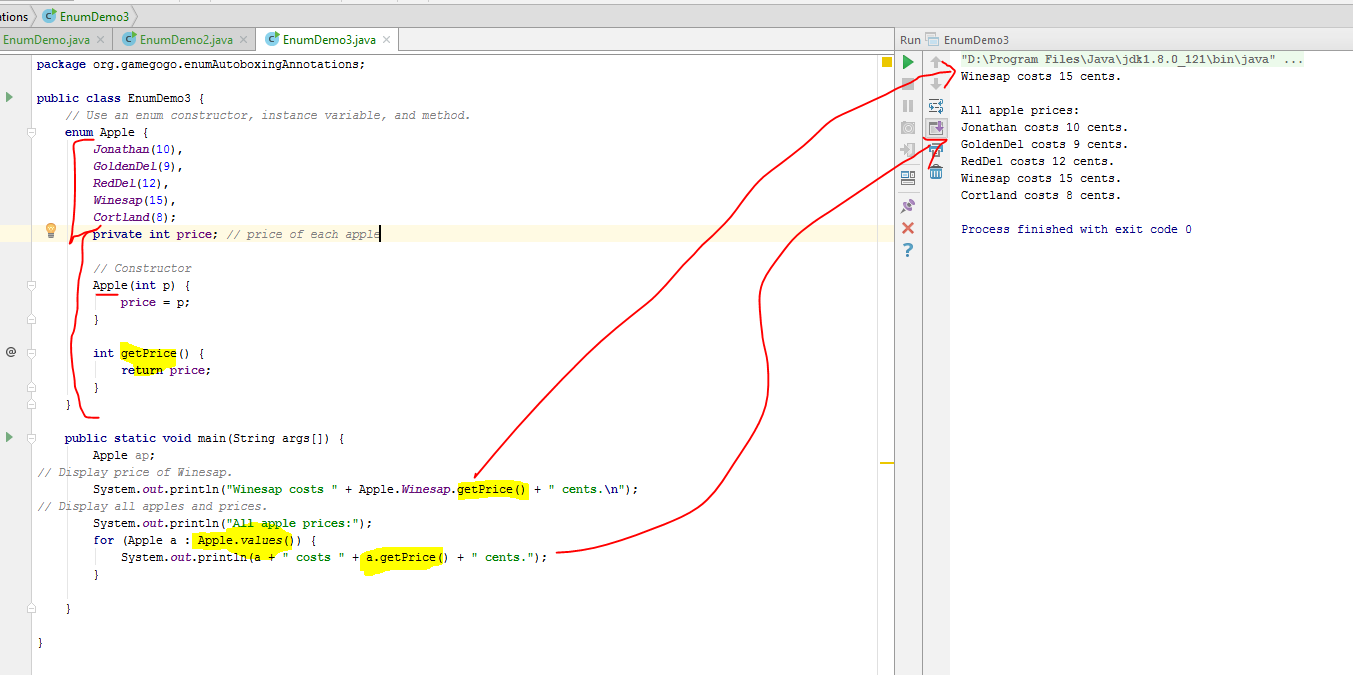 ntions EnumDemo3
EnumDemo.java × EnumDemo2.java × EnumDemo3.java ×
package org.gamegogo.enumAutoboxingAnnotations;
public class EnumDemo3 {
// Use an enum constructor, instance variable, and method.
enum Apple {
Jonathan(10),
GoldenDel(9),
RedDel(12),
Winesap(15),
Cortland(8);
private int price; // price of each apple
// Constructor
Apple(int p) {
price = p;
}
@ int getPrice() {
return price;
}
}
public static void main(String args[]) {
Apple ap;
// Display price of Winesap.
System.out.println("Winesap costs " + Apple.Winesap.getPrice() + " cents.\n");
// Display all apples and prices.
System.out.println("All apple prices:");
for (Apple a : Apple.values()) {
System.out.println(a + " costs " + a.getPrice() + " cents.");
}
}
}
Run EnumDemo3
"D:\Program Files\Java\jdk1.8.0_121\bin\java" ...
Winesap costs 15 cents.
All apple prices:
Jonathan costs 10 cents.
GoldenDel costs 9 cents.
RedDel costs 12 cents.
Winesap costs 15 cents.
Cortland costs 8 cents.
Process finished with exit code 0